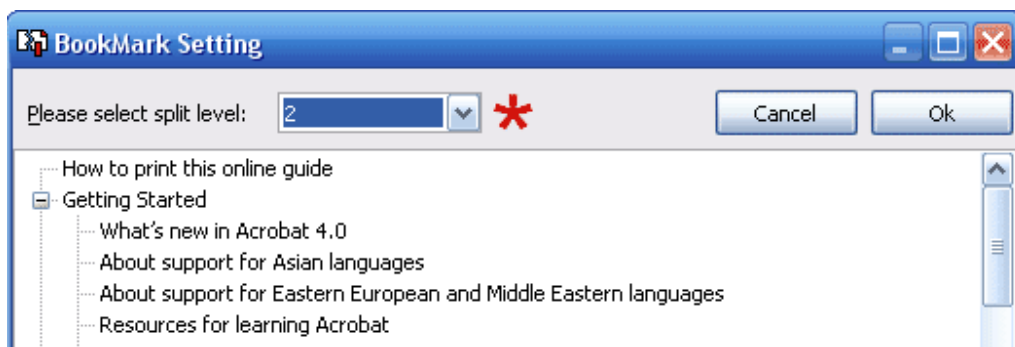 BookMark Setting
Please select split level: 2 Cancel Ok
How to print this online guide
Getting Started
What's new in Acrobat 4.0
About support for Asian languages
About support for Eastern European and Middle Eastern languages
Resources for learning Acrobat